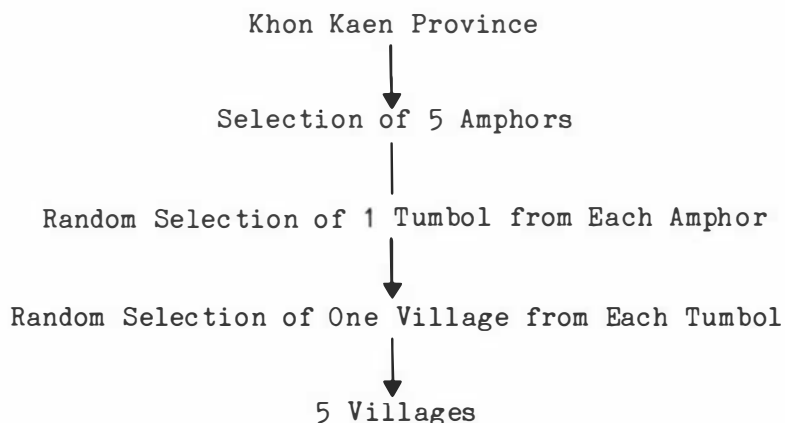 Khon Kaen Province
Selection of 5 Amphors
Random Selection of 1 Tumbol from Each Amphor
Random Selection of One Village from Each Tumbol
5 Villages